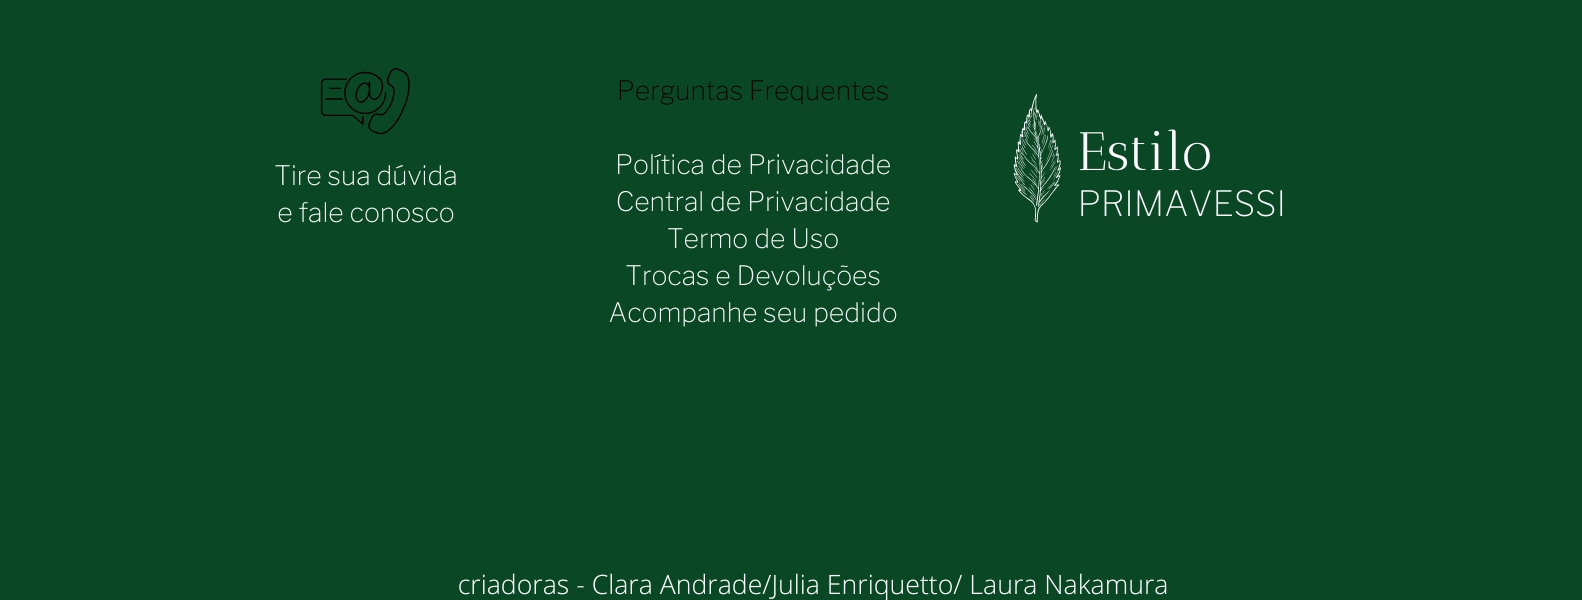 Tire sua dúvida
e fale conosco
Perguntas Frequentes
Política de Privacidade
Central de Privacidade
Termo de Uso
Trocas e Devoluções
Acompanhe seu pedido
Estilo
PRIMAVESSI
criadoras - Clara Andrade/Julia Enriquetto/ Laura Nakamura